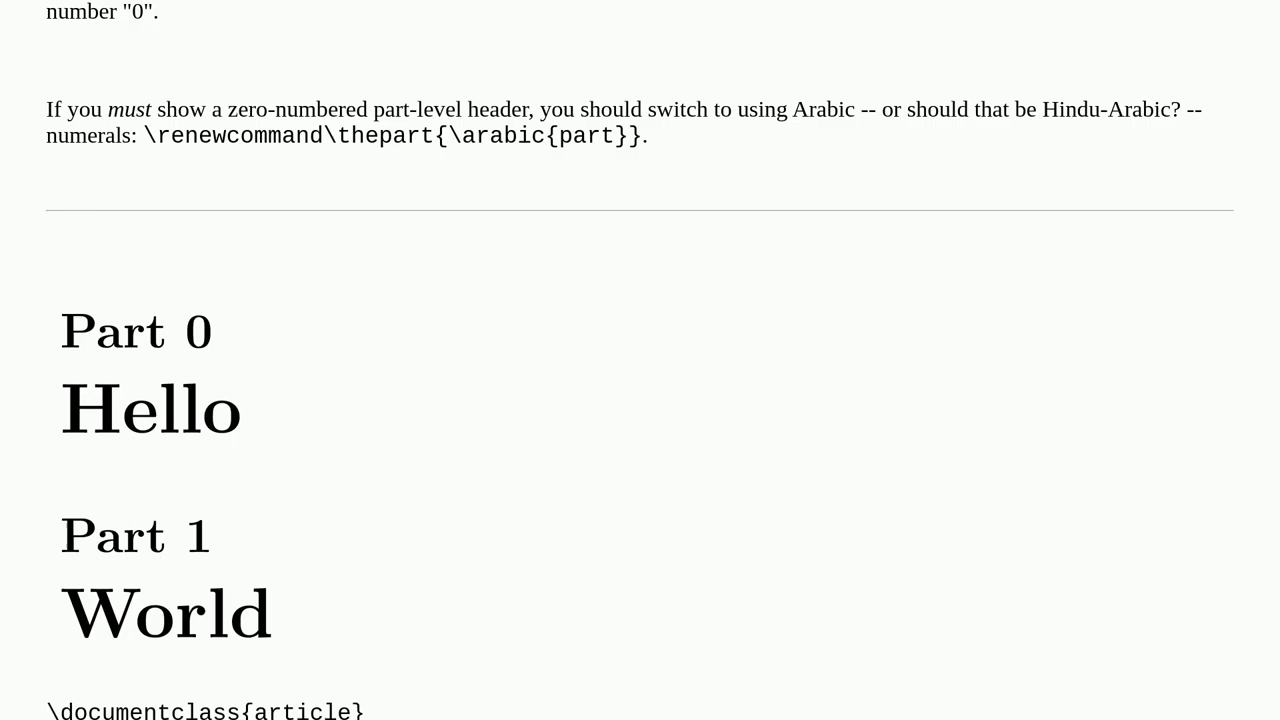 number "0".
If you must show a zero-numbered part-level header, you should switch to using Arabic -- or should that be Hindu-Arabic? --
numerals: \renewcommand\thepart{\arabic{part}}.
Part 0
Hello
Part 1
World
\documentclass{article}